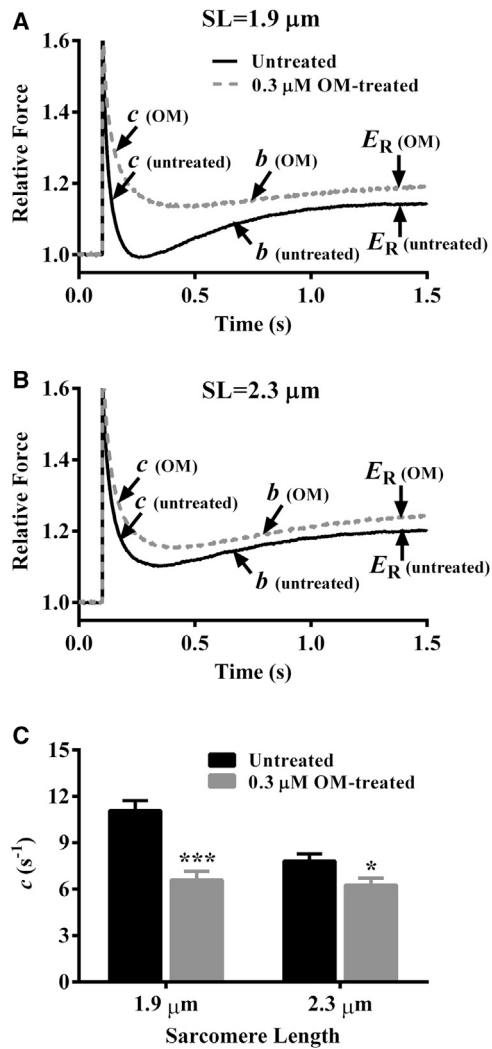 A
SL=1.9 μm
1.6
1.4
1.2
1.0
Relative Force
Untreated
0.3 μM OM-treated
c (OM)
c (untreated)
b (OM)
b (untreated)
ER (OM)
ER (untreated)
0.0
0.5
1.0
1.5
Time (s)
B
SL=2.3 μm
1.6
1.4
1.2
1.0
Relative Force
c (OM)
c (untreated)
b (OM)
b (untreated)
ER (OM)
ER (untreated)
0.0
0.5
1.0
1.5
Time (s)
C
15
12
9
6
3
0
c (s-1)
Untreated
0.3 μM OM-treated
***
*
1.9 μm
2.3 μm
Sarcomere Length